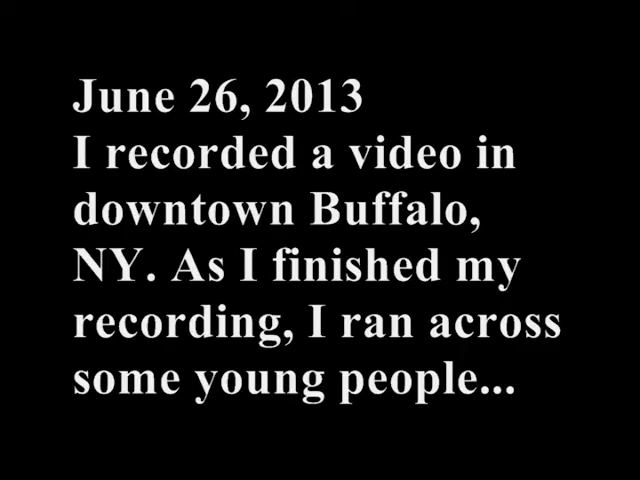 June 26, 2013
I recorded a video in
downtown Buffalo,
NY. As I finished my
recording, I ran across
some young people...